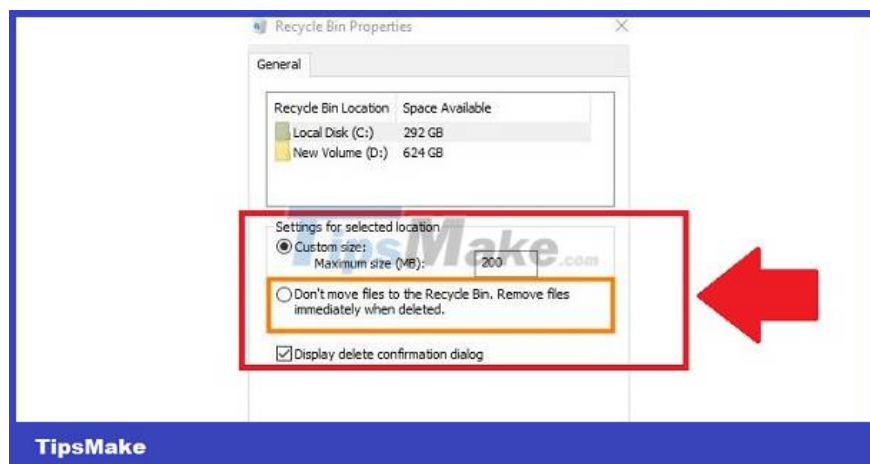 Recycle Bin Properties
General
Recycle Bin Location Space Available
Local Disk (C:) 292 GB
New Volume (D:) 624 GB
Settings for selected location
Custom size:
Maximum size (MB): 200
TipsMake.com
Don't move files to the Recycle Bin. Remove files
immediately when deleted.
Display delete confirmation dialog
TipsMake